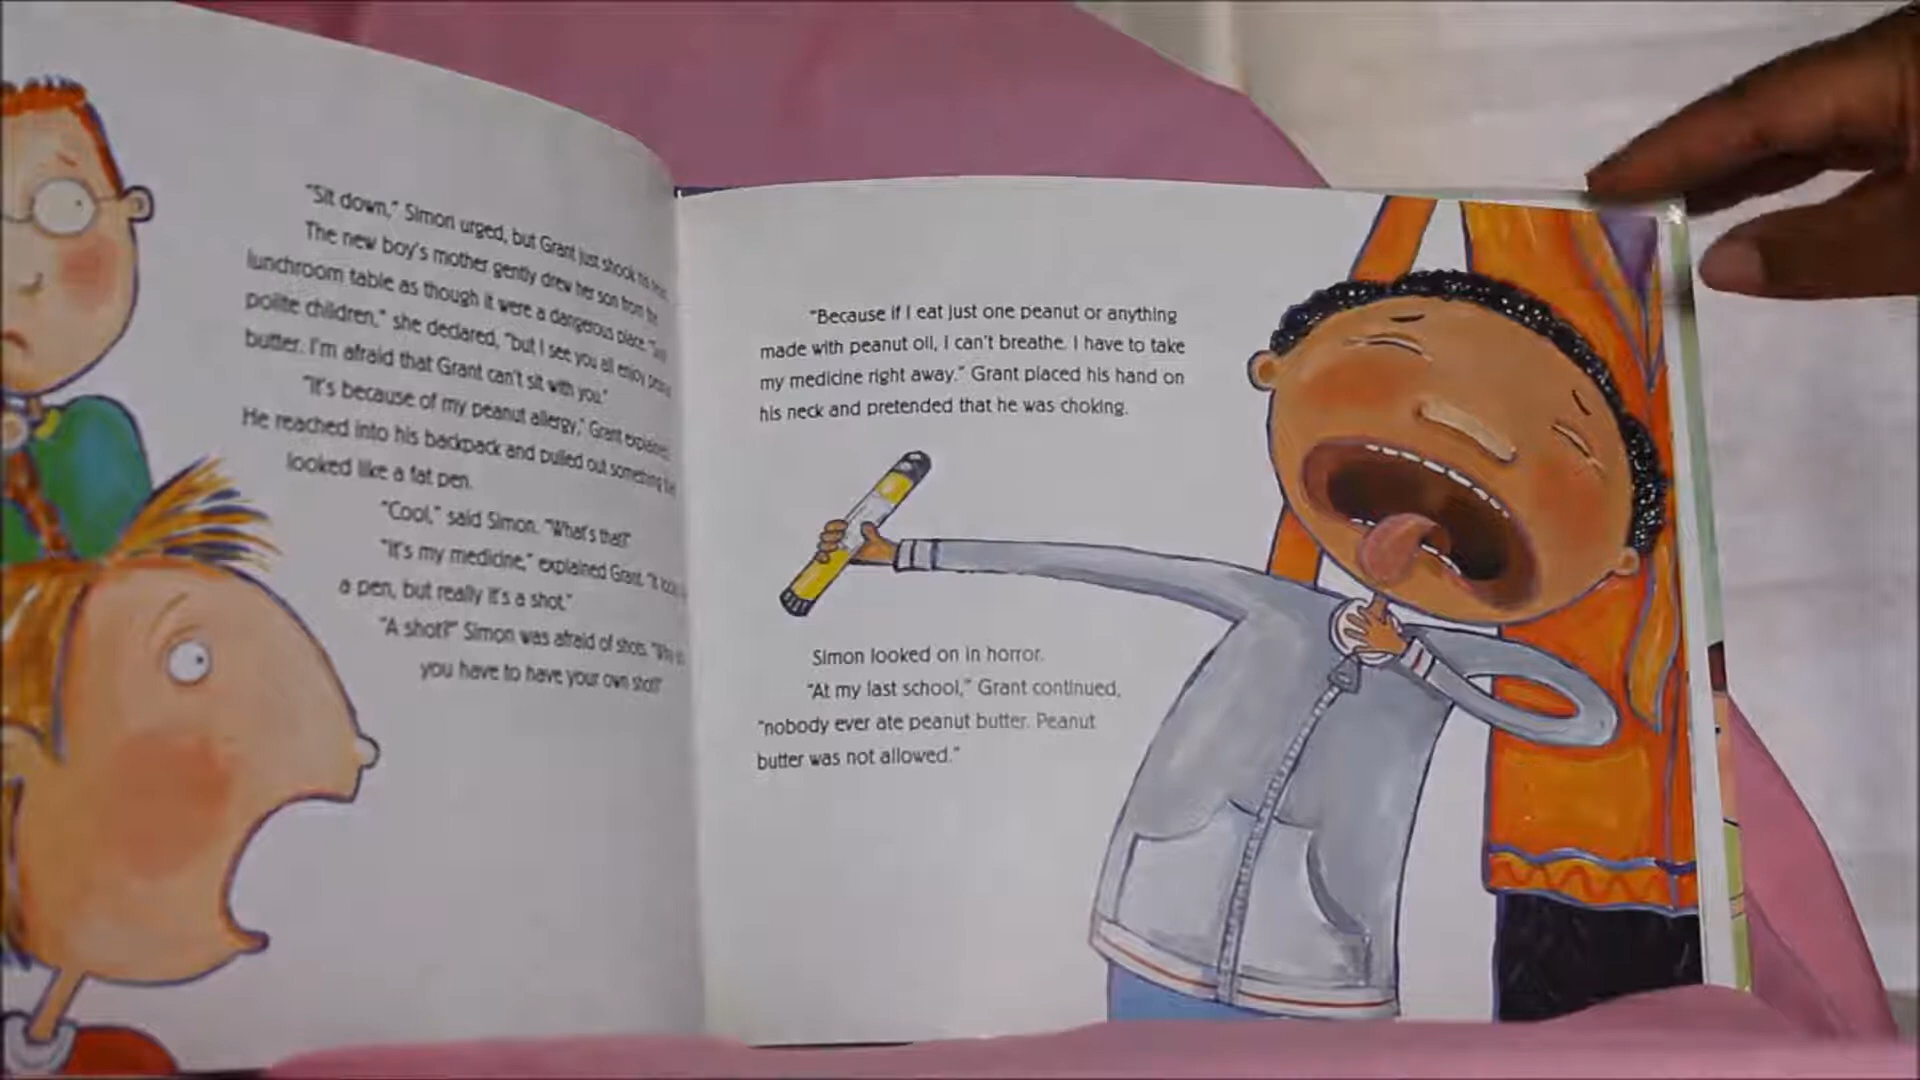 "Sit down," Simon urged, but Grant just shook his
The new boy's mother gently drew her son from the
lunchroom table as though it were a dangerous place.
polite children," she declared, "but I see you all enjoy
butter. I'm afraid that Grant can't sit with you."
"It's because of my peanut allergy," Grant explained.
He reached into his backpack and pulled out something
looked like a fat pen.
"Cool," said Simon. "What's that?"
"It's my medicine," explained Grant. "It
a pen, but really it's a shot."
"A shot?" Simon was afraid of shots. "Why
you have to have your own shot?"
"Because if I eat just one peanut or anything
made with peanut oil, I can't breathe. I have to take
my medicine right away." Grant placed his hand on
his neck and pretended that he was choking.
Simon looked on in horror.
"At my last school," Grant continued,
"nobody ever ate peanut butter. Peanut
butter was not allowed."